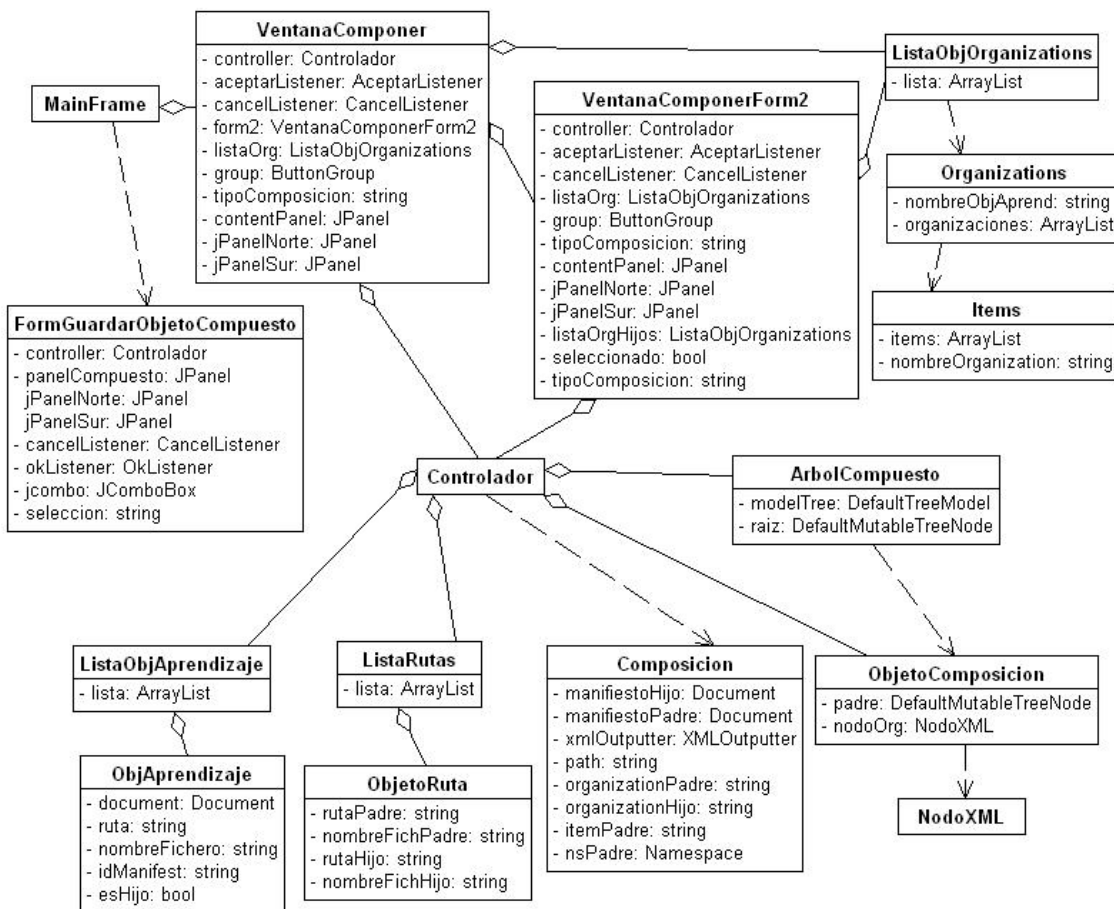 VentanaComponer
- controller: Controlador
- aceptarListener: AceptarListener
- cancelListener: CancelListener
- form2: VentanaComponerForm2
- listaOrg: ListaObjOrganizations
- group: ButtonGroup
- tipoComposicion: string
- contentPanel: JPanel
- jPanelNorte: JPanel
- jPanelSur: JPanel
ListaObjOrganizations
- lista: ArrayList
MainFrame
VentanaComponerForm2
- controller: Controlador
- aceptarListener: AceptarListener
- cancelListener: CancelListener
- listaOrg: ListaObjOrganizations
- group: ButtonGroup
- tipoComposicion: string
- contentPanel: JPanel
- jPanelNorte: JPanel
- jPanelSur: JPanel
- listaOrgHijos: ListaObjOrganizations
- seleccionado: bool
- tipoComposicion: string
Organizations
- nombreObjAprend: string
- organizaciones: ArrayList
Items
- items: ArrayList
- nombreOrganization: string
FormGuardarObjetoCompuesto
- controller: Controlador
- panelCompuesto: JPanel
jPanelNorte: JPanel
jPanelSur: JPanel
- cancelListener: CancelListener
- okListener: OkListener
- jcombo: JComboBox
- seleccion: string
Controlador
ArbolCompuesto
- modelTree: DefaultTreeModel
- raiz: DefaultMutableTreeNode
ListaObjAprendizaje
- lista: ArrayList
ListaRutas
- lista: ArrayList
Composicion
- manifiestoHijo: Document
- manifiestoPadre: Document
- xmlOutputter: XMLOutputter
- path: string
- organizationPadre: string
- organizationHijo: string
- itemPadre: string
- nsPadre: Namespace
ObjetoComposicion
- padre: DefaultMutableTreeNode
- nodoOrg: NodoXML
ObjAprendizaje
- document: Document
- ruta: string
- nombreFichero: string
- idManifest: string
- esHijo: bool
ObjetoRuta
- rutaPadre: string
- nombreFichPadre: string
- rutaHijo: string
- nombreFichHijo: string
NodoXML